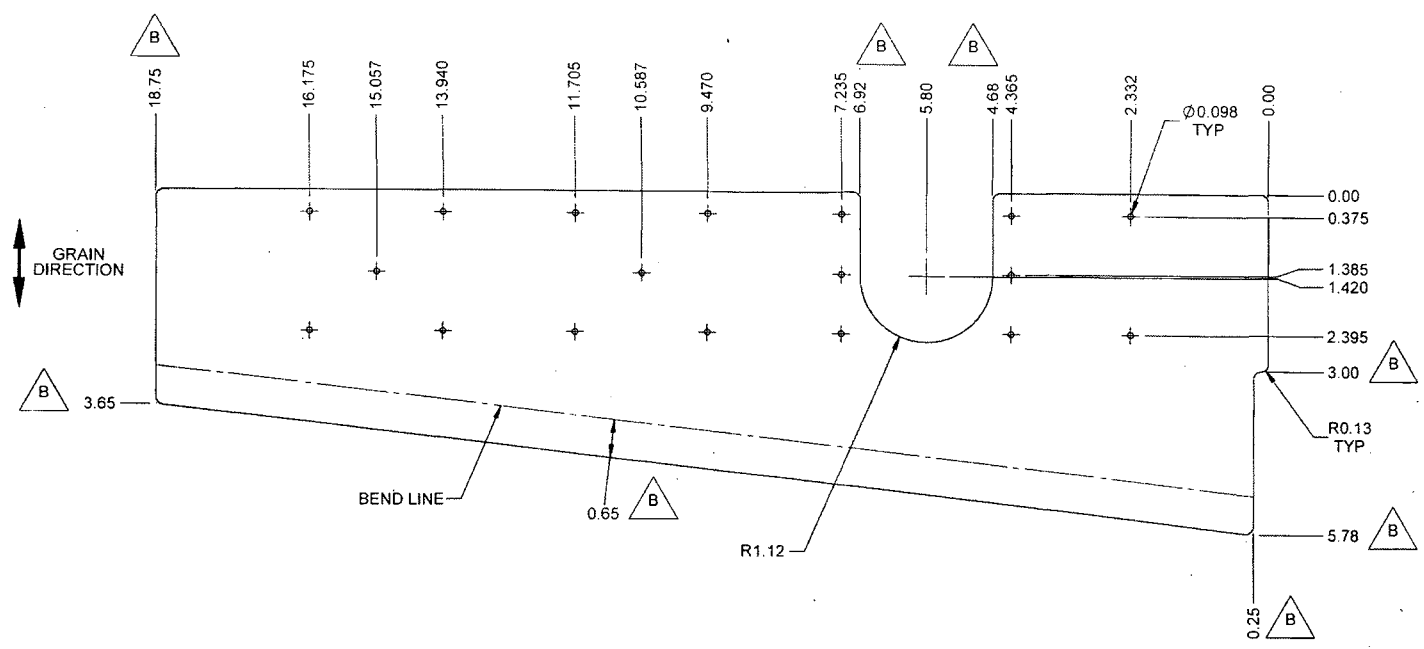 B
B
B
18.75
16.175
15.057
13.940
11.705
10.587
9.470
7.235
6.92
5.80
4.68
4.365
2.332
0.00
Ø0.098
TYP
0.00
0.375
1.385
1.420
2.395
3.00
B
GRAIN
DIRECTION
B
3.65
R0.13
TYP
BEND LINE
0.65
B
R1.12
5.78
B
0.25
B